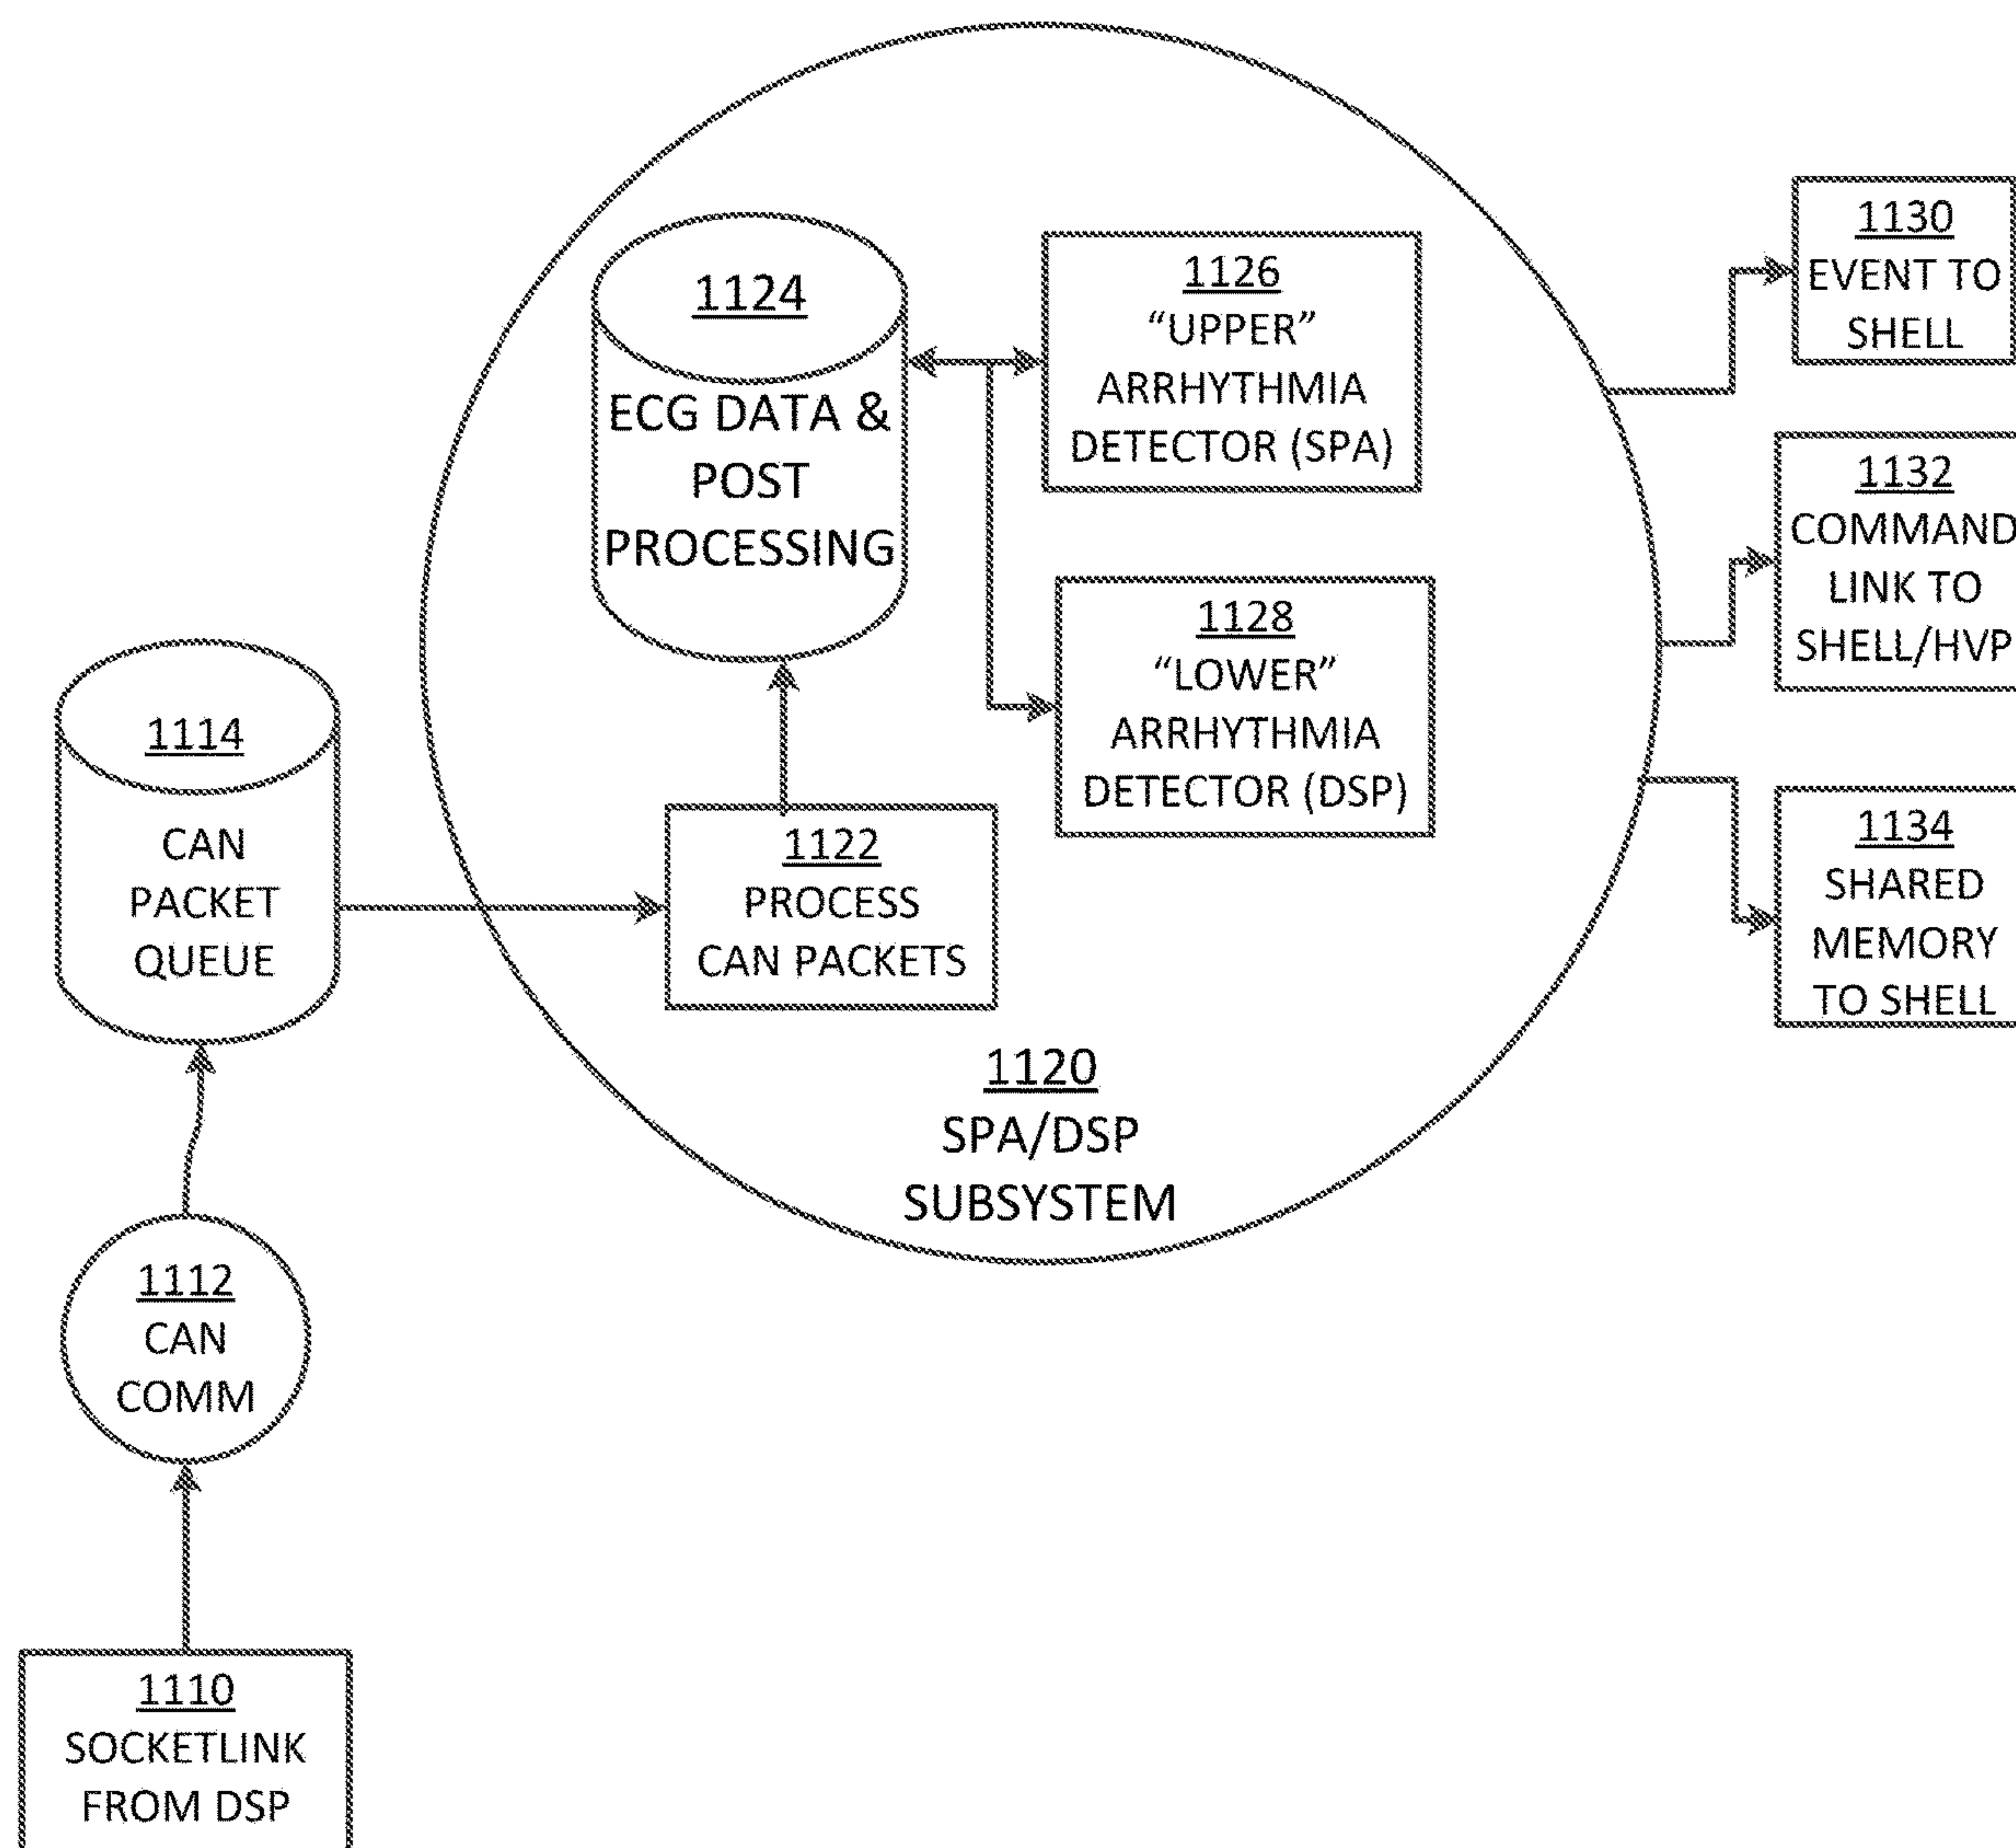 1130
EVENT TO
SHELL
1124
ECG DATA &
POST
PROCESSING
1126
“UPPER”
ARRHYTHMIA
DETECTOR (SPA)
1132
COMMAND
LINK TO
SHELL/HVP
1128
“LOWER”
ARRHYTHMIA
DETECTOR (DSP)
1114
CAN
PACKET
QUEUE
1122
PROCESS
CAN PACKETS
1134
SHARED
MEMORY
TO SHELL
1120
SPA/DSP
SUBSYSTEM
1112
CAN
COMM
1110
SOCKETLINK
FROM DSP